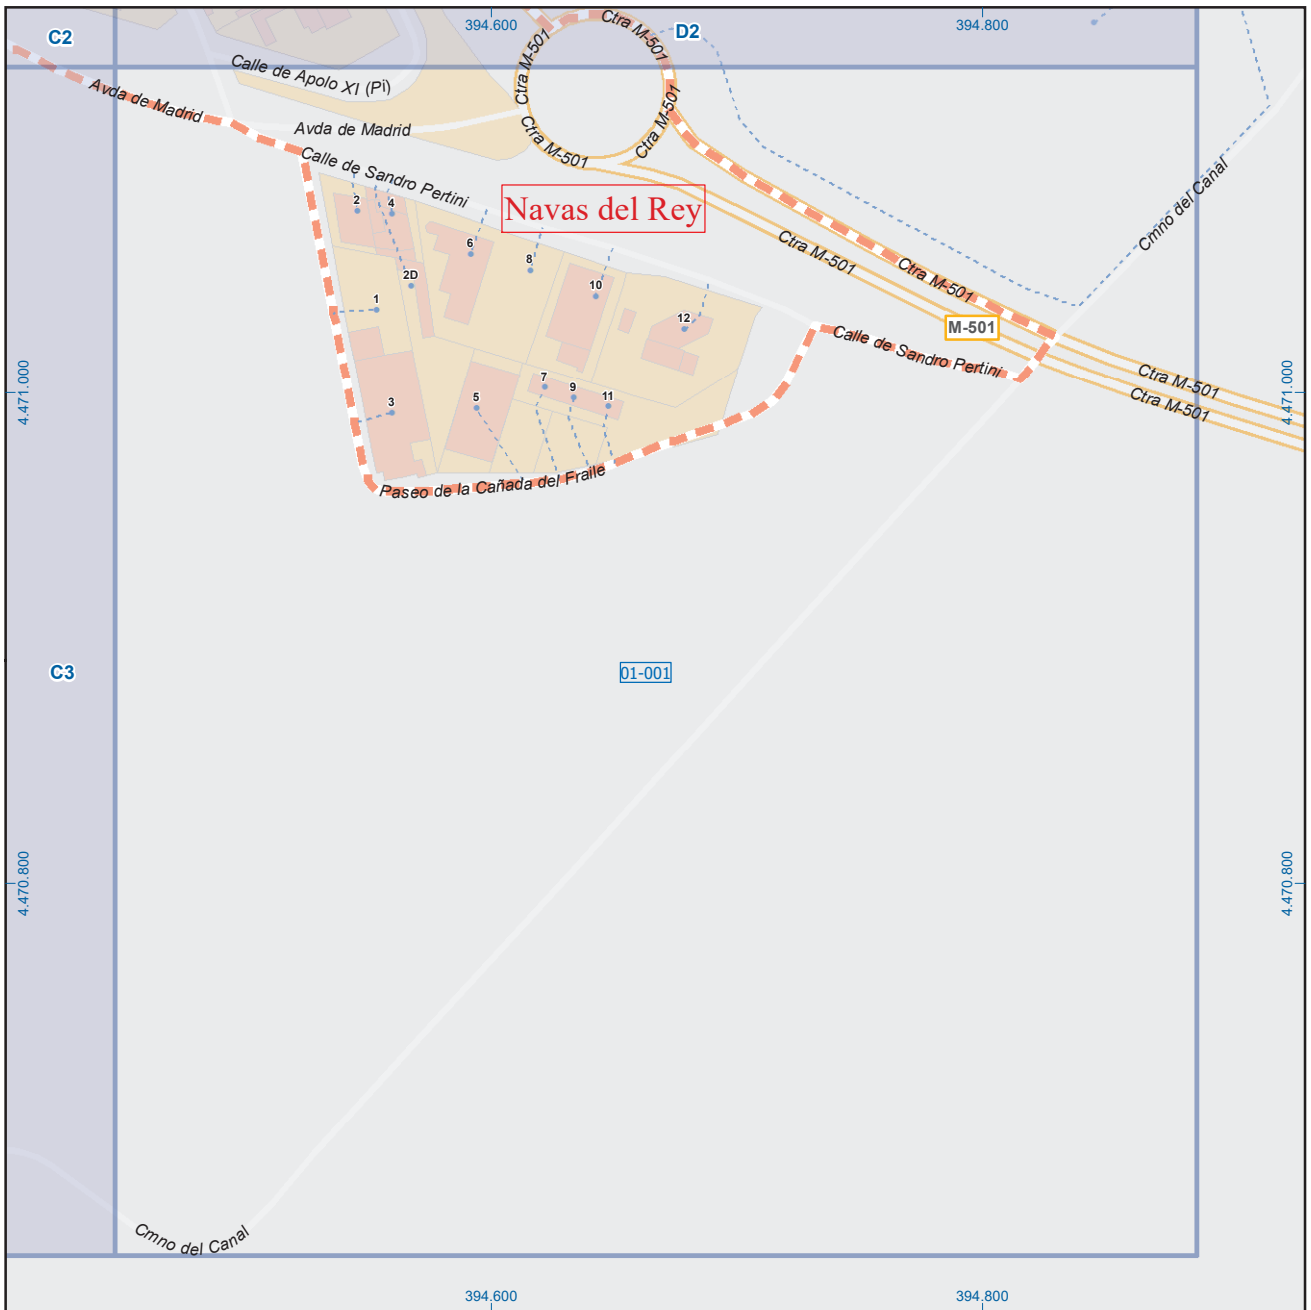 394.600
394.800
C2
D2
Ctra M-501
Ctra M-501
Calle de Apolo XI (Pi)
Avda de Madrid
Avda de Madrid
Ctra M-501
Ctra M-501
Calle de Sandro Pertini
Navas del Rey
Cmno del Canal
2
4
6
8
2D
10
1
12
Ctra M-501
Ctra M-501
M-501
Calle de Sandro Pertini
7
9
11
5
3
Ctra M-501
Ctra M-501
4.471.000
4.471.000
Paseo de la Cañada del Fraile
C3
01-001
4.470.800
4.470.800
Cmno del Canal
394.600
394.800